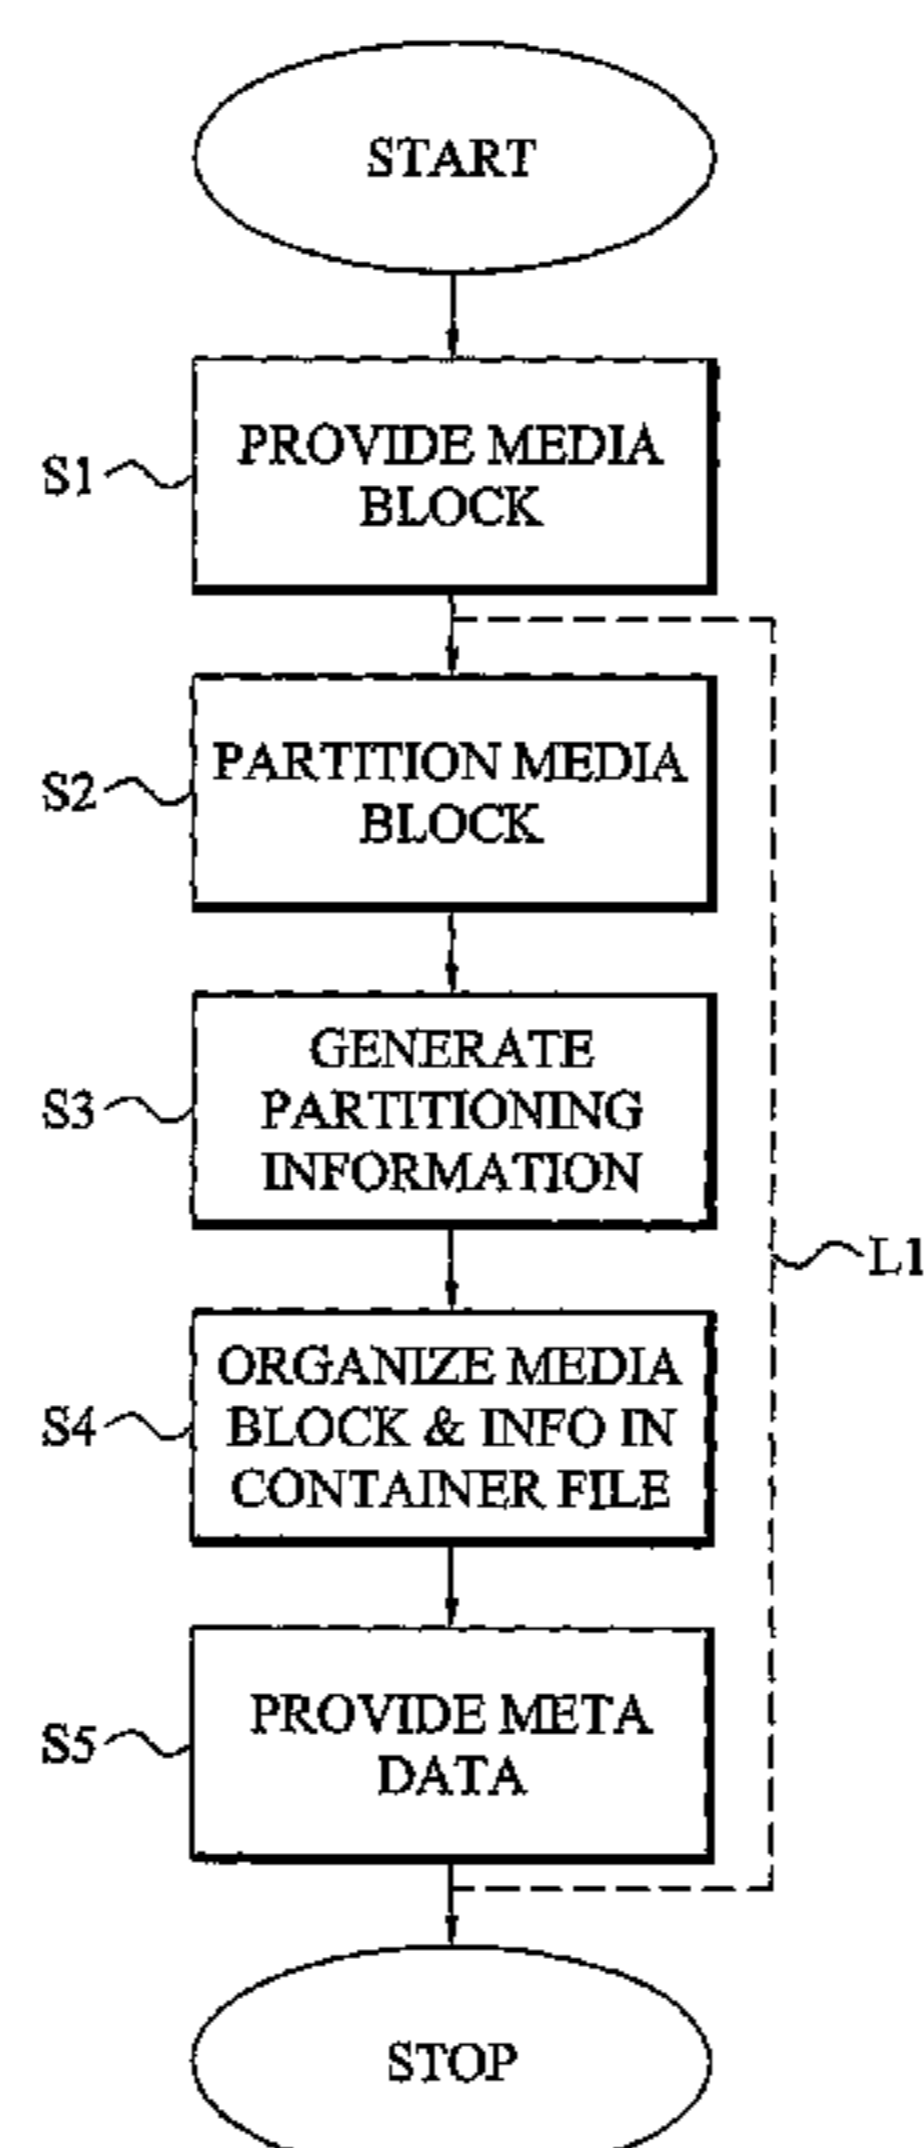 START
S1
PROVIDE MEDIA
BLOCK
S2
PARTITION MEDIA
BLOCK
S3
GENERATE
PARTITIONING
INFORMATION
L1
S4
ORGANIZE MEDIA
BLOCK & INFO IN
CONTAINER FILE
S5
PROVIDE META
DATA
STOP